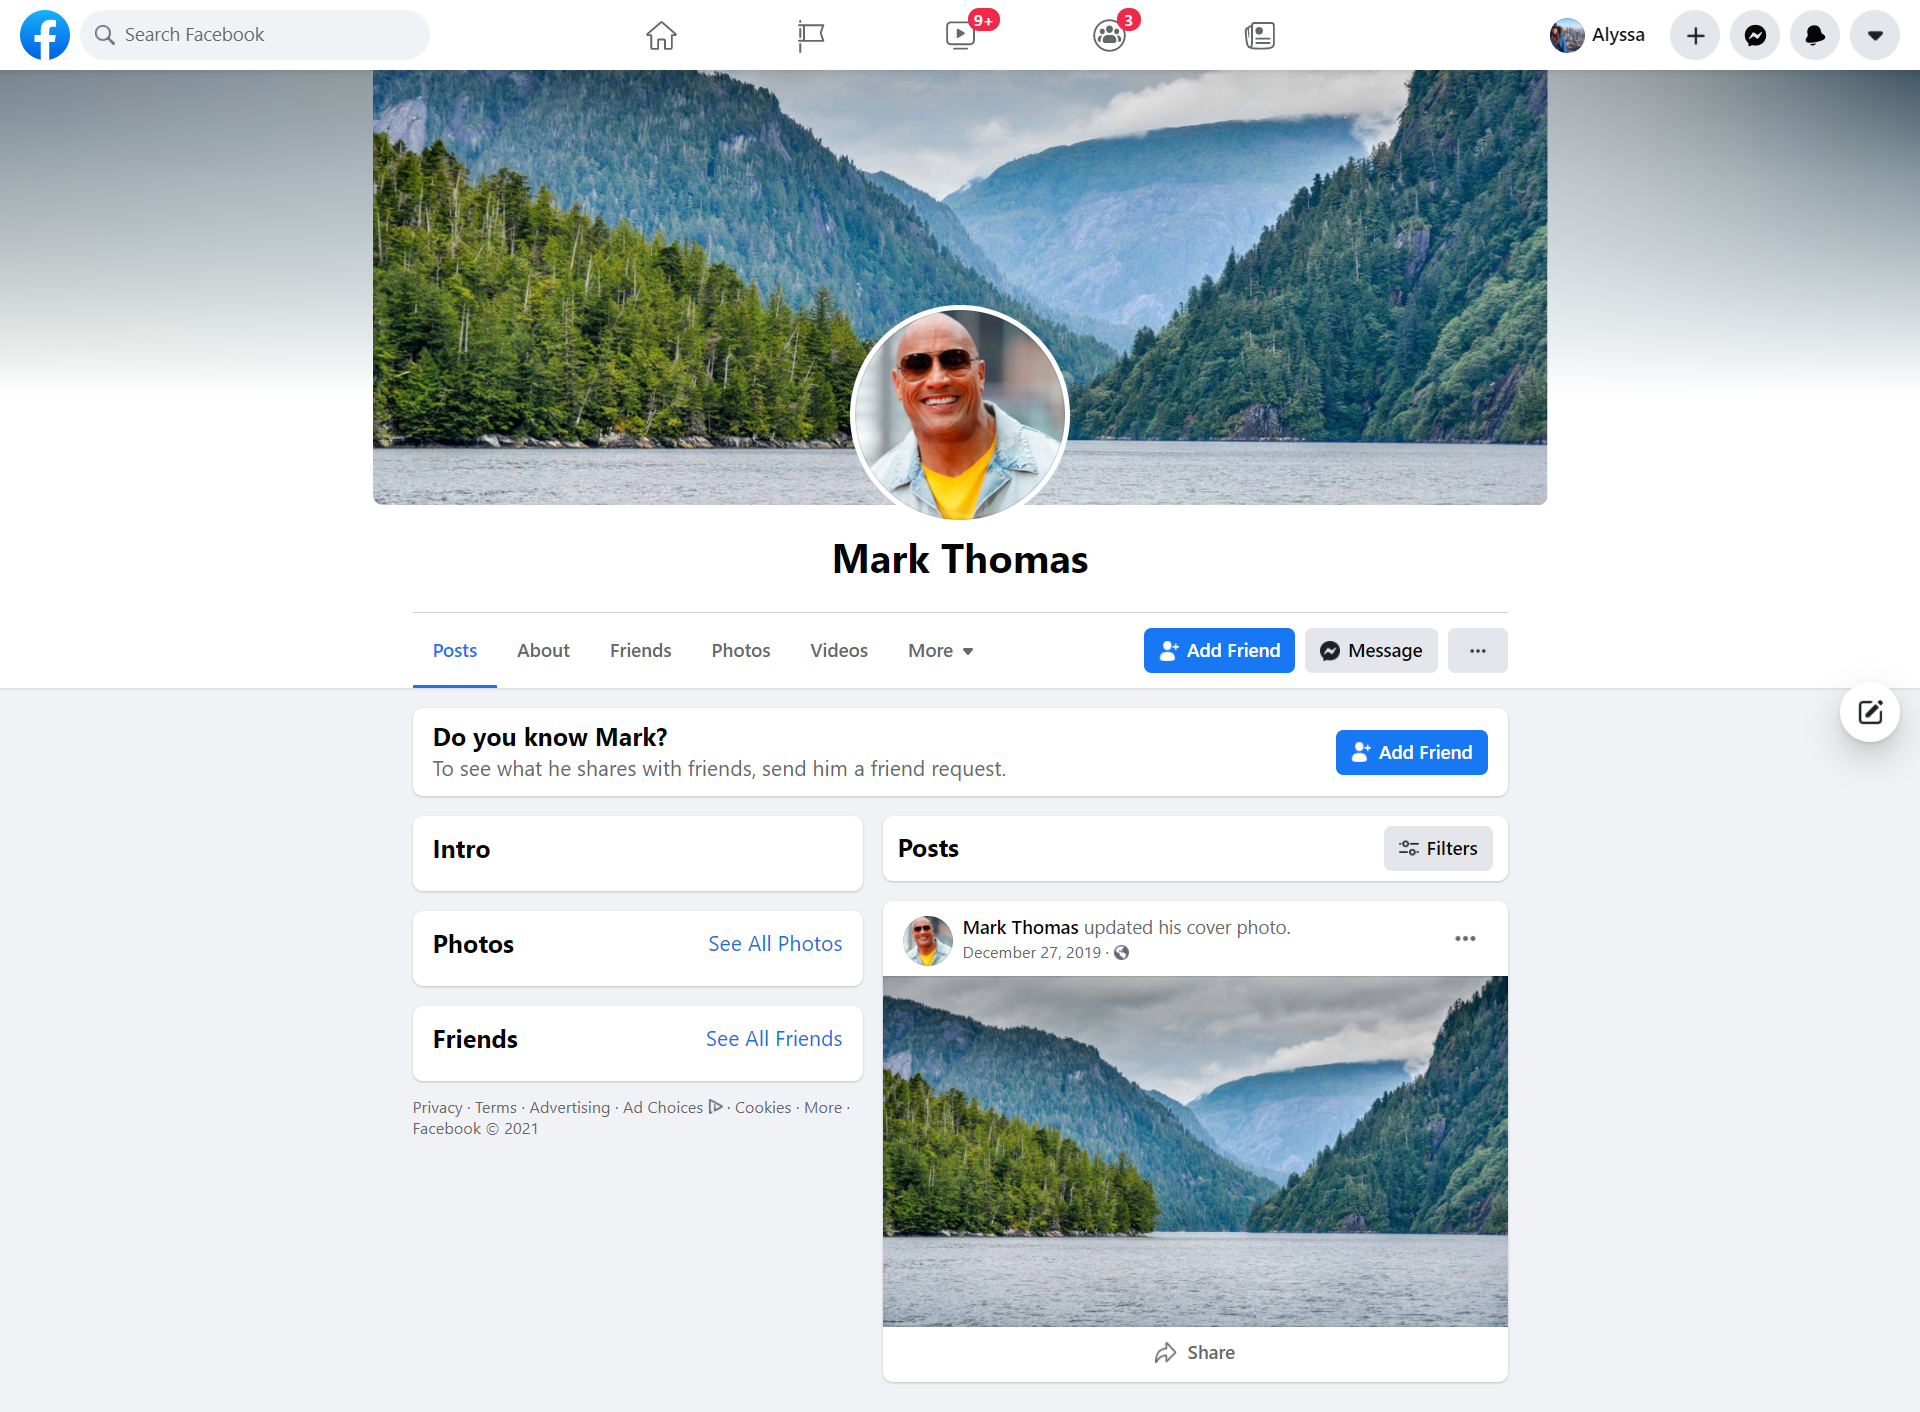 Search Facebook
9+
3
Alyssa
Mark Thomas
Posts
About
Friends
Photos
Videos
More
Add Friend
Message
Do you know Mark?
To see what he shares with friends, send him a friend request.
Add Friend
Intro
Photos
See All Photos
Friends
See All Friends
Privacy · Terms · Advertising · Ad Choices · Cookies · More ·
Facebook © 2021
Posts
Filters
Mark Thomas updated his cover photo.
December 27, 2019 ·
Share